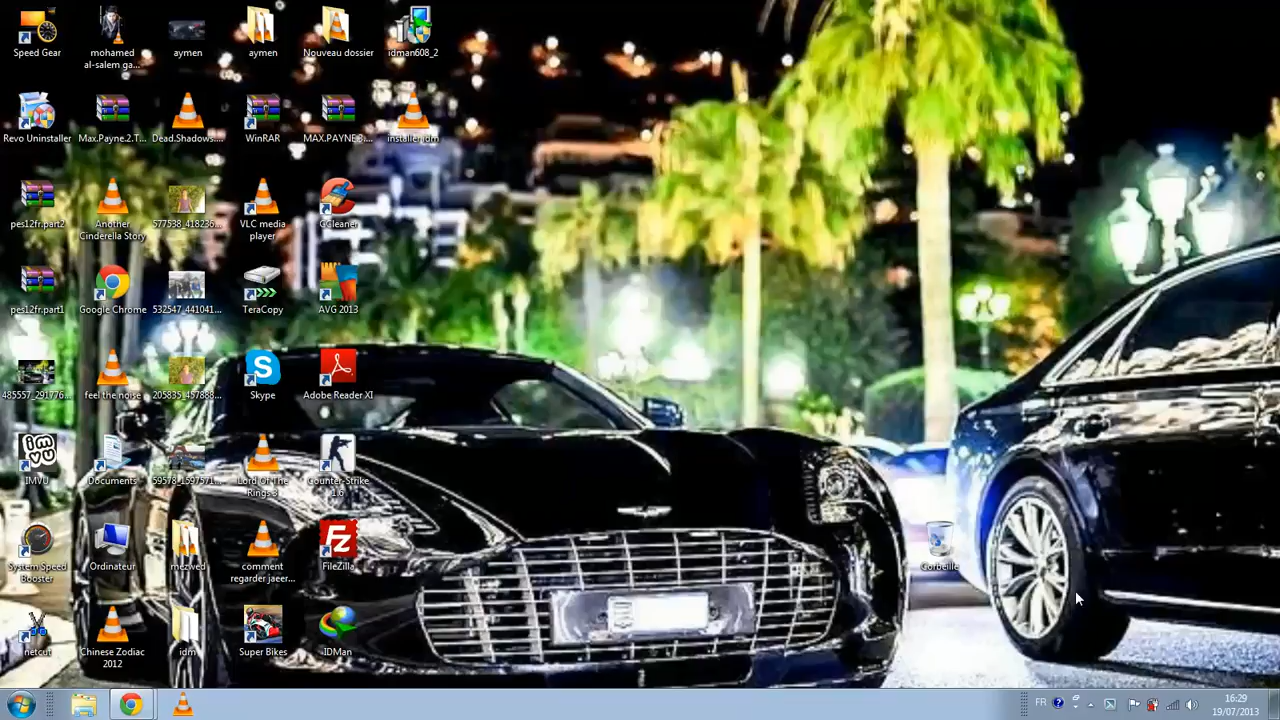 Speed Gear
mohamed
al-salem ga...
aymen
aymen
Nouveau dossier
idman608_2
Revo Uninstaller
Max.Payne.2.T...
Dead.Shadows....
WinRAR
MAX.PAYNE.3....
installer idm
pes12fr.part2
Another
Cinderella Story
577538_418236...
VLC media
player
CCleaner
pes12fr.part1
Google Chrome
532547_441041...
TeraCopy
AVG 2013
485557_291776...
feel the noise
205835_457888...
Skype
Adobe Reader XI
imvu
IMVU
Documents
59578_1597571...
Lord Of The
Rings 3
Counter-Strike
1.6
System Speed
Booster
Ordinateur
mezwed
comment
regarder jaeer...
FZ
FileZilla
Corbeille
netcut
Chinese Zodiac
2012
idm
Super Bikes
IDMan
FR
16:29
19/07/2013